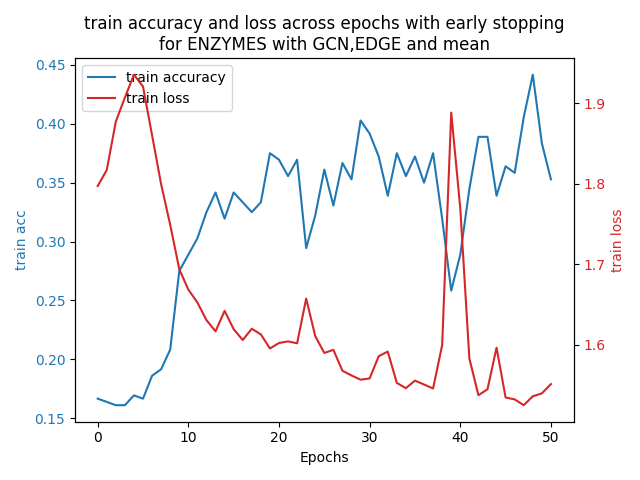 train accuracy and loss across epochs with early stopping
for ENZYMES with GCN,EDGE and mean
train accuracy
train loss
0.45
0.40
0.35
0.30
0.25
0.20
0.15
train acc
1.9
1.8
1.7
1.6
train loss
0 10 20 30 40 50
Epochs